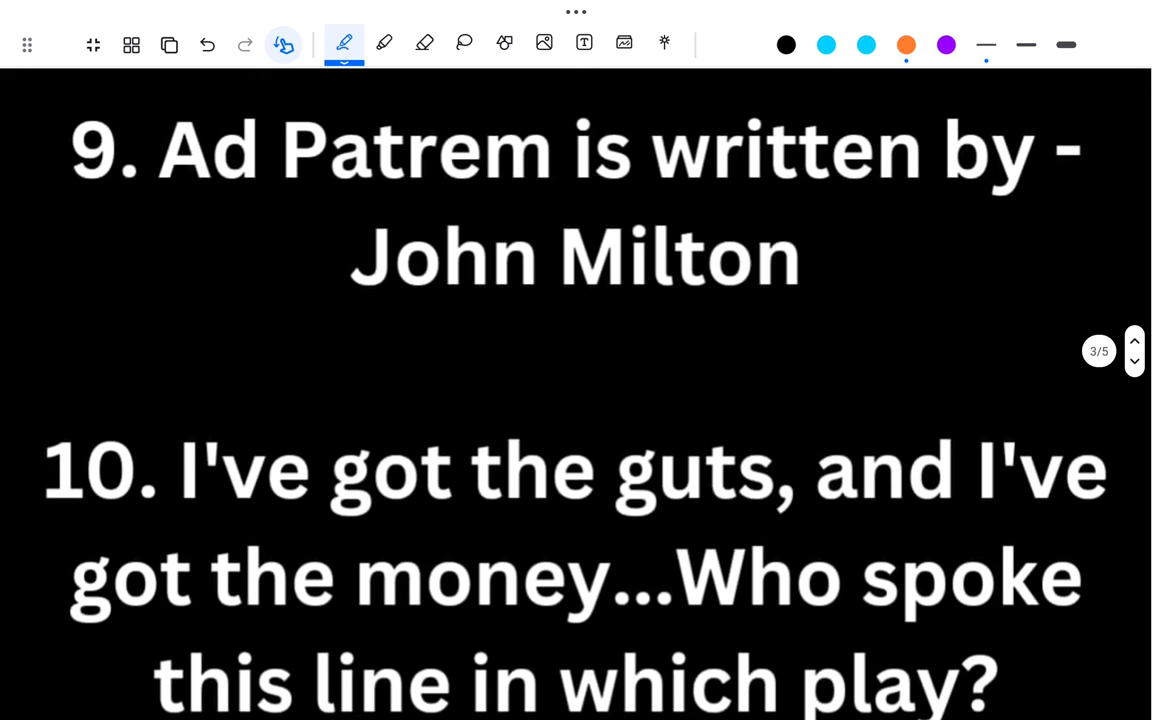 9. Ad Patrem is written by -
John Milton
3/5
10. I've got the guts, and I've
got the money...Who spoke
this line in which play?